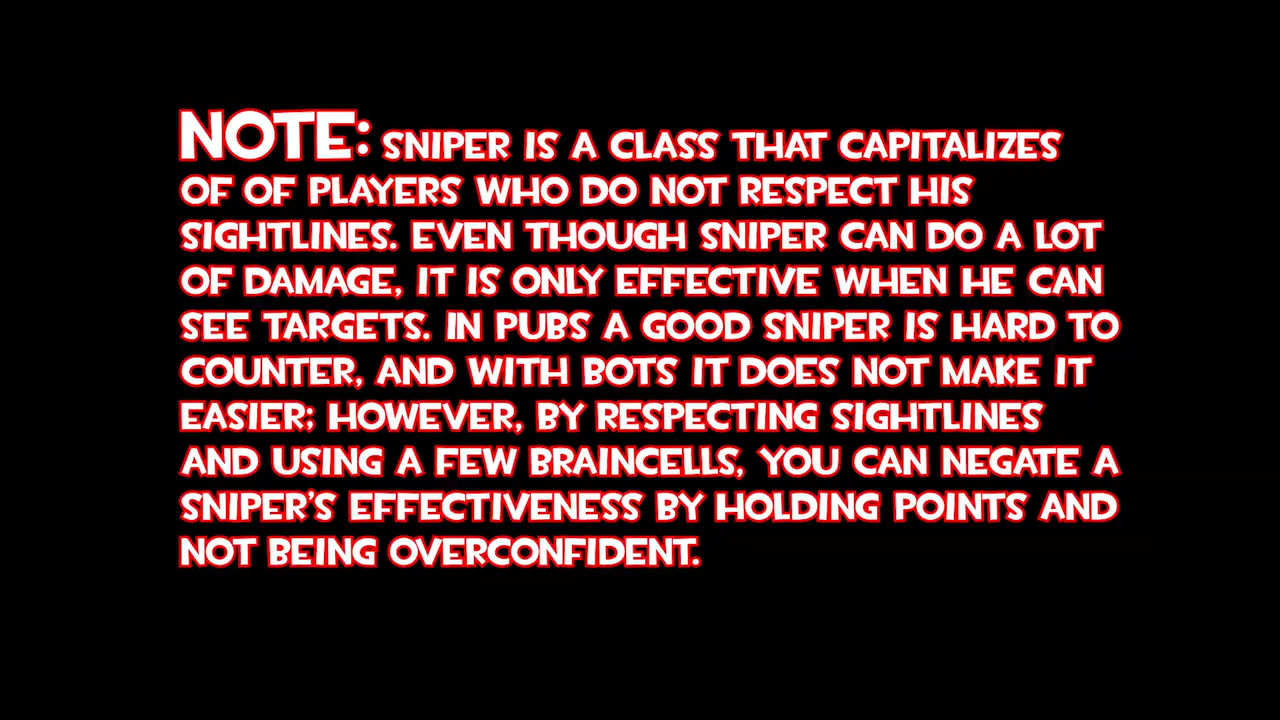 NOTE: SNIPER IS A CLASS THAT CAPITALIZES
OF OF PLAYERS WHO DO NOT RESPECT HIS
SIGHTLINES. EVEN THOUGH SNIPER CAN DO A LOT
OF DAMAGE, IT IS ONLY EFFECTIVE WHEN HE CAN
SEE TARGETS. IN PUBS A GOOD SNIPER IS HARD TO
COUNTER, AND WITH BOTS IT DOES NOT MAKE IT
EASIER; HOWEVER, BY RESPECTING SIGHTLINES
AND USING A FEW BRAINCELLS, YOU CAN NEGATE A
SNIPER'S EFFECTIVENESS BY HOLDING POINTS AND
NOT BEING OVERCONFIDENT.